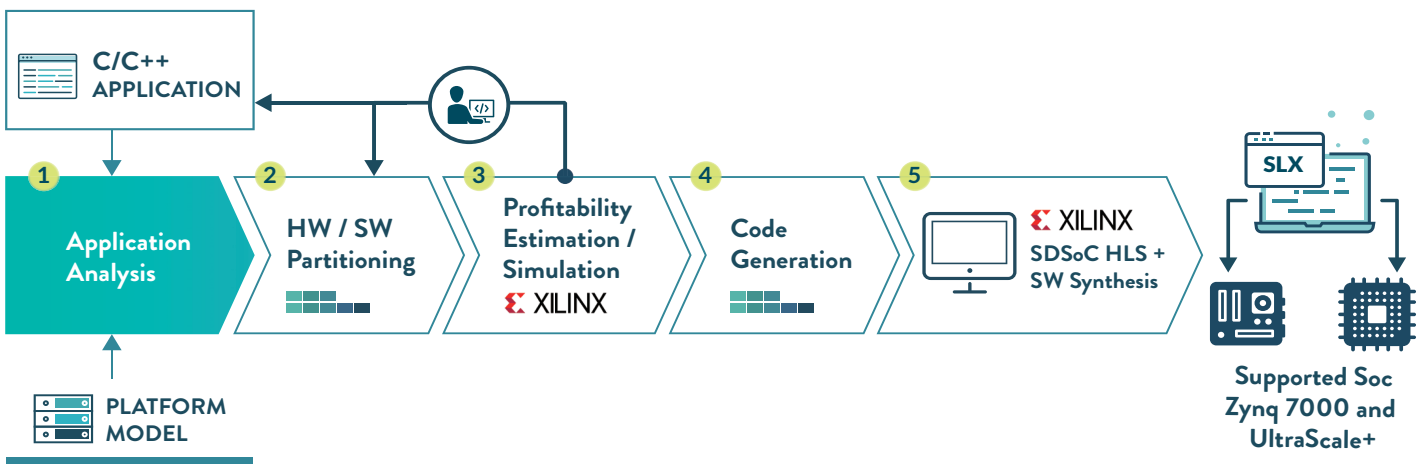 C/C++
APPLICATION
1
Application
Analysis
PLATFORM
MODEL
2
HW / SW
Partitioning
</>
3
Profitability
Estimation /
Simulation
XILINX
4
Code
Generation
5
XILINX
SDSoC HLS +
SW Synthesis
SLX
Supported Soc
Zynq 7000 and
UltraScale+